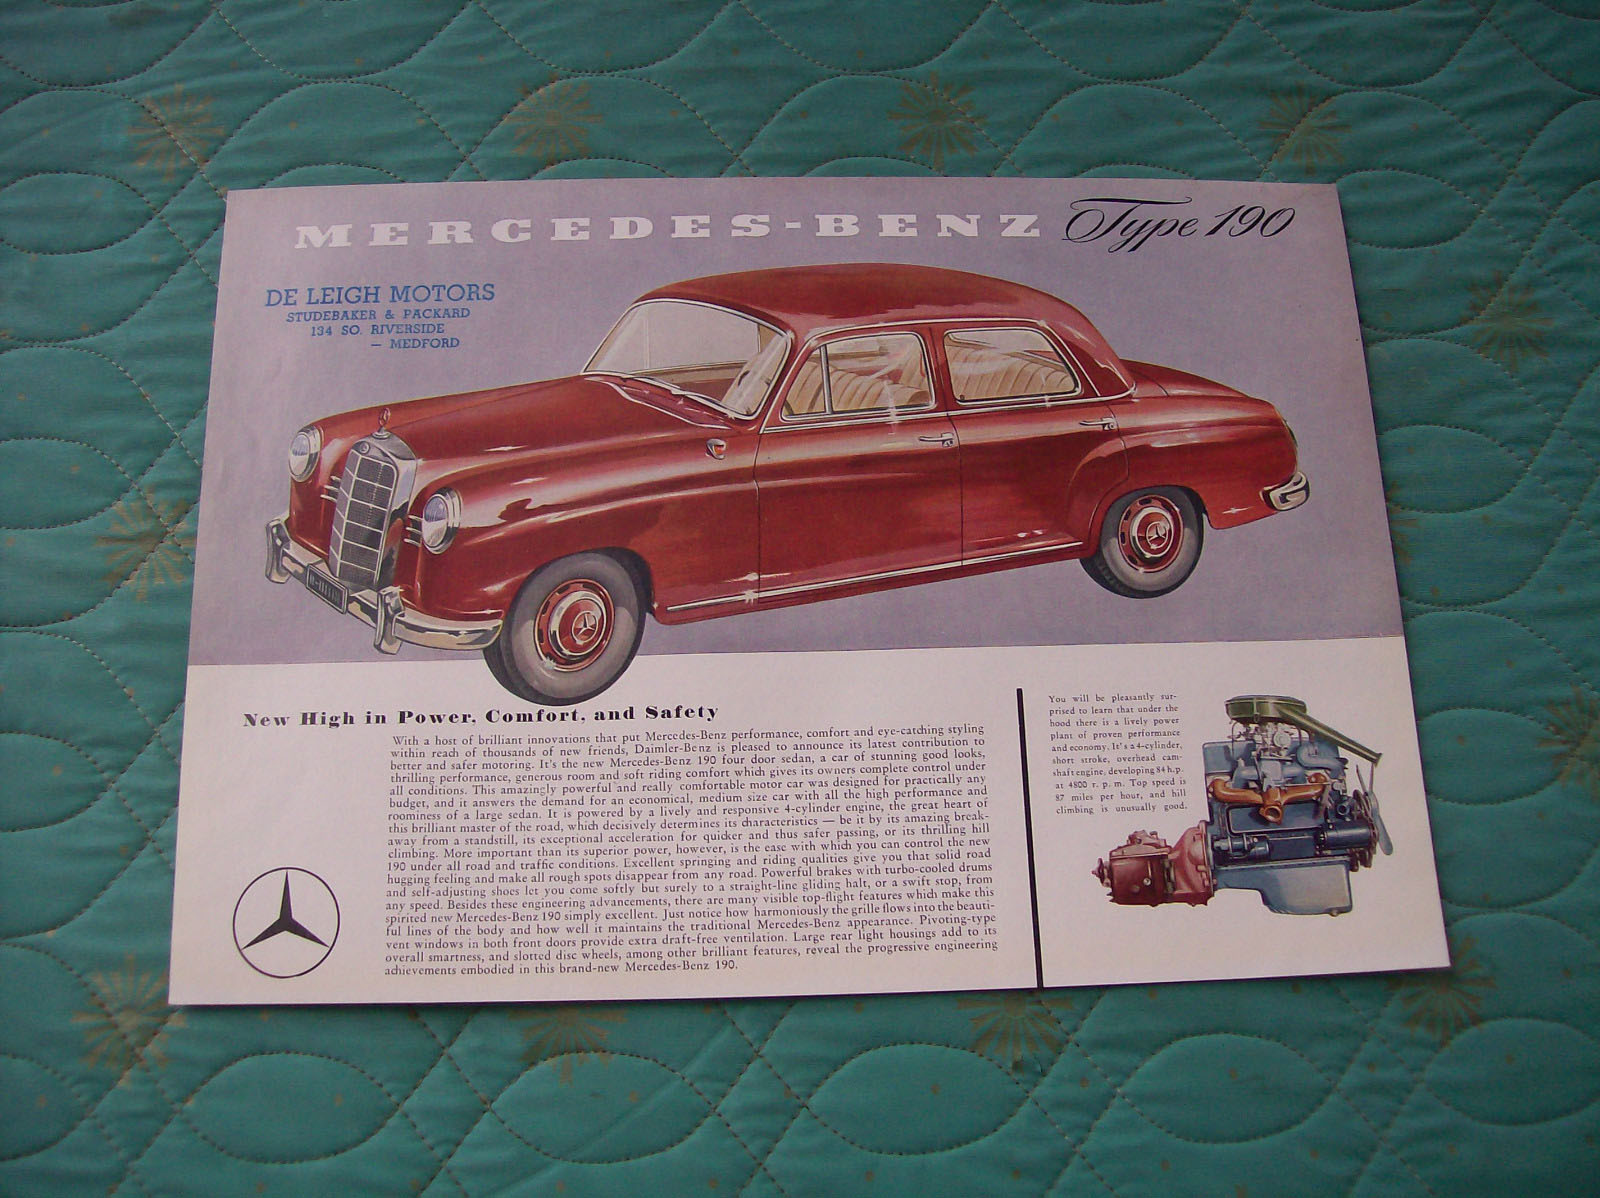 MERCEDES-BENZ Type 190
DE LEIGH MOTORS
STUDEBAKER & PACKARD
134 SO. RIVERSIDE
— MEDFORD
New High in Power, Comfort, and Safety
With a host of brilliant innovations that put Mercedes-Benz performance, comfort and eye-catching styling
within reach of thousands of new friends, Daimler-Benz is pleased to announce its latest contribution to
better and safer motoring. It's the new Mercedes-Benz 190 four door sedan, a car of stunning good looks,
thrilling performance, generous room and soft riding comfort which gives its owners complete control under
all conditions. This amazingly powerful and really comfortable motor car was designed for practically any
budget, and it answers the demand for an economical, medium size car with all the high performance and
roominess of a large sedan. It is powered by a lively and responsive 4-cylinder engine, the great heart of
this brilliant master of the road, which decisively determines its characteristics — be it by its amazing break-
away from a standstill, its exceptional acceleration for quicker and thus safer passing, or its thrilling hill
climbing. More important than its superior power, however, is the ease with which you can control the new
190 under all road and traffic conditions. Excellent springing and riding qualities give you that solid road
hugging feeling and make all rough spots disappear from any road. Powerful brakes with turbo-cooled drums
and self-adjusting shoes let you come softly but surely to a straight-line gliding halt, or a swift stop, from
any speed. Besides these engineering advancements, there are many visible top-flight features which make this
spirited new Mercedes-Benz 190 simply excellent. Just notice how harmoniously the grille flows into the beauti-
ful lines of the body and how well it maintains the traditional Mercedes-Benz appearance. Pivoting-type
vent windows in both front doors provide extra draft-free ventilation. Large rear light housings add to its
overall smartness, and slotted disc wheels, among other brilliant features, reveal the progressive engineering
achievements embodied in this brand-new Mercedes-Benz 190.
You will be pleasantly sur-
prised to learn that under the
hood there is a lively power
plant of proven performance
and economy. It's a 4-cylinder,
short stroke, overhead cam-
shaft engine, developing 84 h.p.
at 4800 r. p. m. Top speed is
87 miles per hour, and hill
climbing is unusually good.